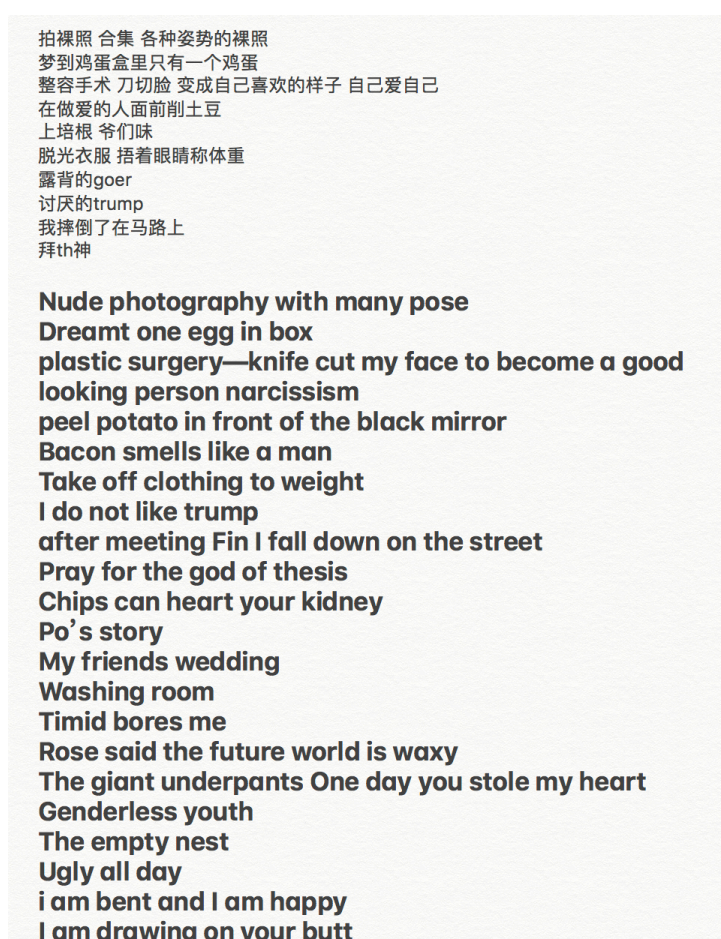 拍裸照 合集 各种姿势的裸照
梦到鸡蛋盒里只有一个鸡蛋
整容手术 刀切脸 变成自己喜欢的样子 自己爱自己
在做爱的人面前削土豆
上培根 爷们味
脱光衣服 捂着眼睛称体重
露背的goer
讨厌的trump
我摔倒了在马路上
拜th神
Nude photography with many pose
Dreamt one egg in box
plastic surgery—knife cut my face to become a good
looking person narcissism
peel potato in front of the black mirror
Bacon smells like a man
Take off clothing to weight
I do not like trump
after meeting Fin I fall down on the street
Pray for the god of thesis
Chips can heart your kidney
Po’s story
My friends wedding
Washing room
Timid bores me
Rose said the future world is waxy
The giant underpants One day you stole my heart
Genderless youth
The empty nest
Ugly all day
i am bent and I am happy
I am drawing on your butt